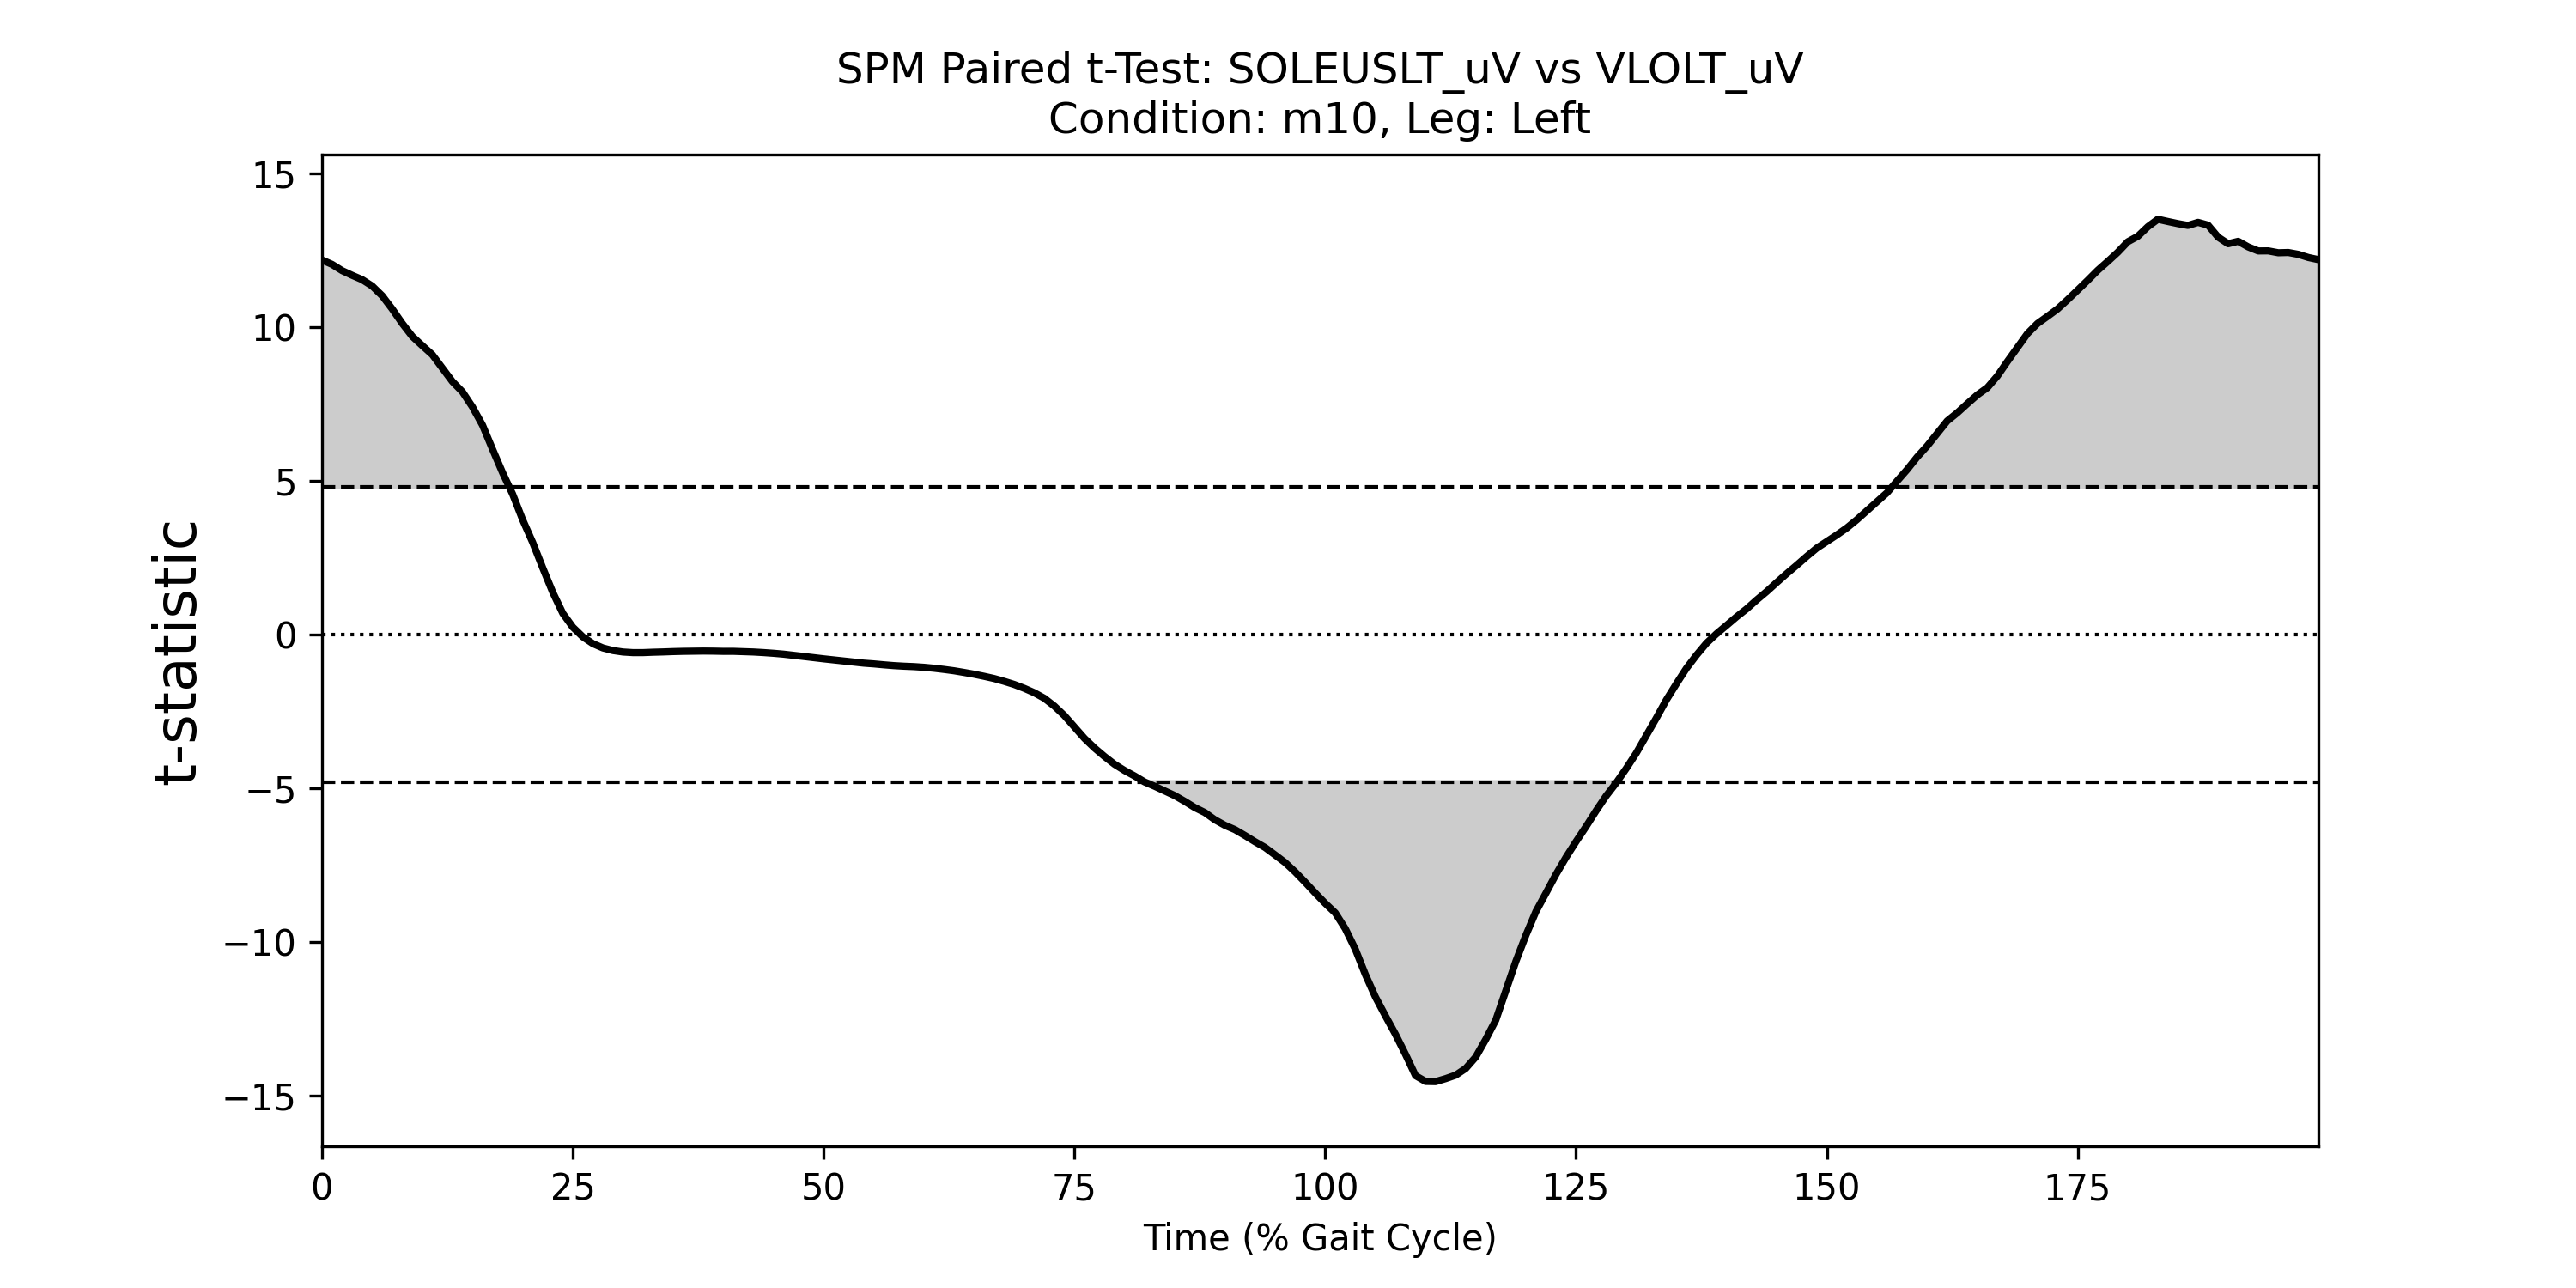 SPM Paired t-Test: SOLEUSLT_uV vs VLOLT_uV
Condition: m10, Leg: Left
15
10
5
0
−5
−10
−15
t-statistic
0 25 50 75 100 125 150 175
Time (% Gait Cycle)